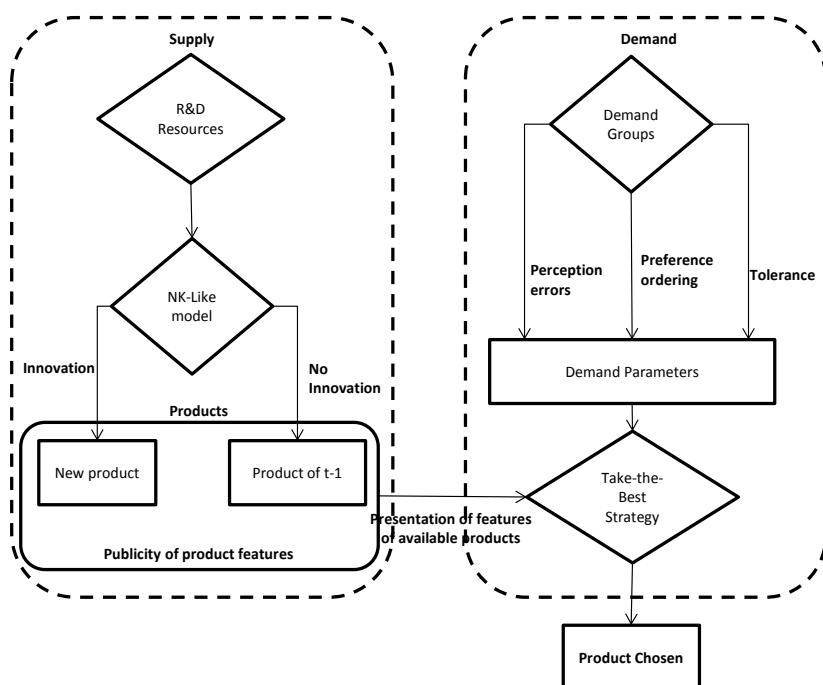 Supply
R&D
Resources
NK-Like
model
Innovation
No
Innovation
Products
New product
Product of t-1
Publicity of product features
Presentation of features
of available products
Demand
Demand
Groups
Perception
errors
Preference
ordering
Tolerance
Demand Parameters
Take-the-
Best
Strategy
Product Chosen